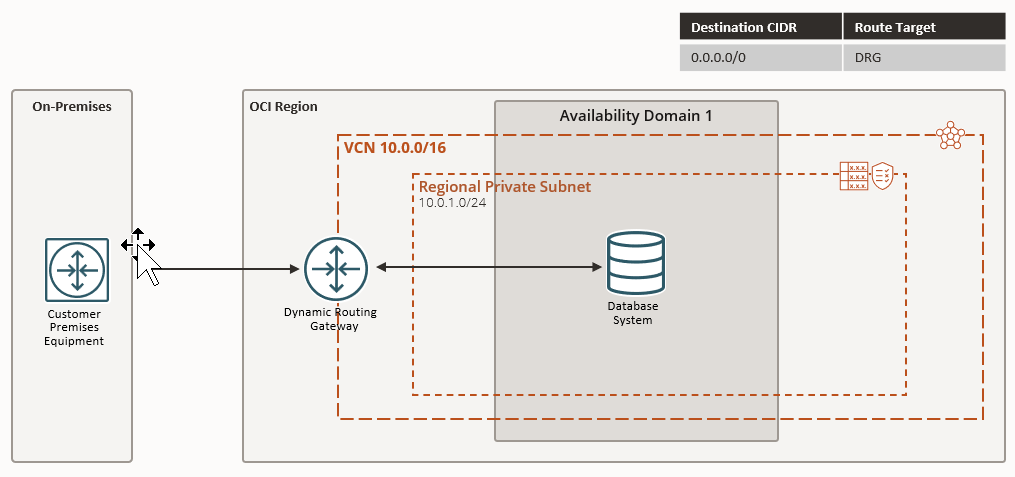 Destination CIDR Route Target
0.0.0.0/0 DRG
On-Premises
OCI Region
Availability Domain 1
VCN 10.0.0/16
Regional Private Subnet
10.0.1.0/24
Customer
Premises
Equipment
Dynamic Routing
Gateway
Database
System